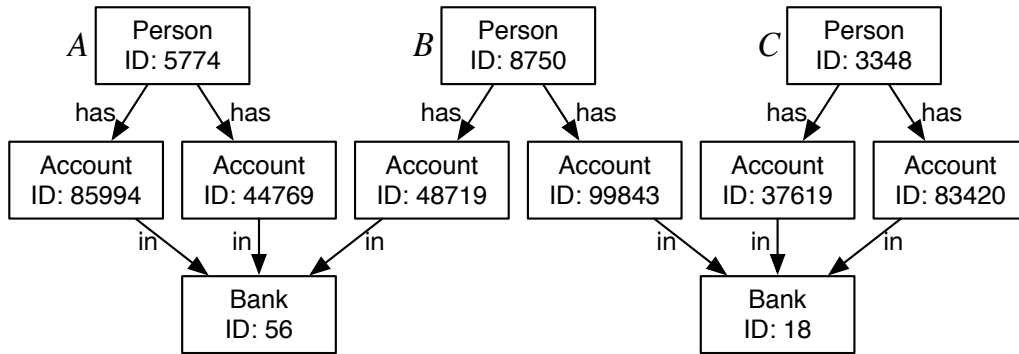 A
Person
ID: 5774
B
Person
ID: 8750
C
Person
ID: 3348
has
has
has
has
has
has
Account
ID: 85994
Account
ID: 44769
Account
ID: 48719
Account
ID: 99843
Account
ID: 37619
Account
ID: 83420
in
in
in
in
in
in
Bank
ID: 56
Bank
ID: 18